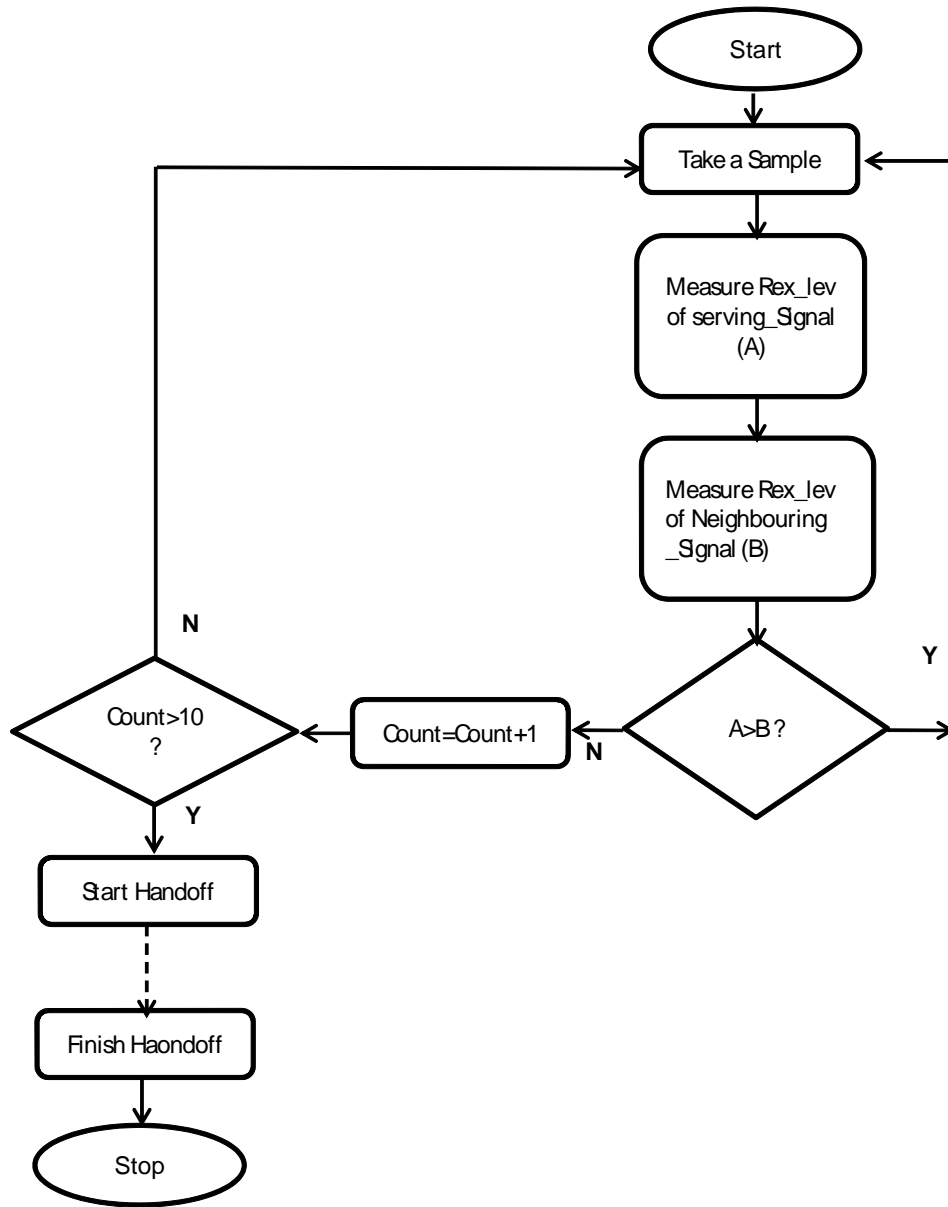 Start
Take a Sample
Measure Rex_lev
of serving_Signal
(A)
Measure Rex_lev
of Neighbouring
_Signal (B)
A>B ?
Y
N
Count=Count+1
Count>10
?
N
Y
Start Handoff
Finish Haondoff
Stop